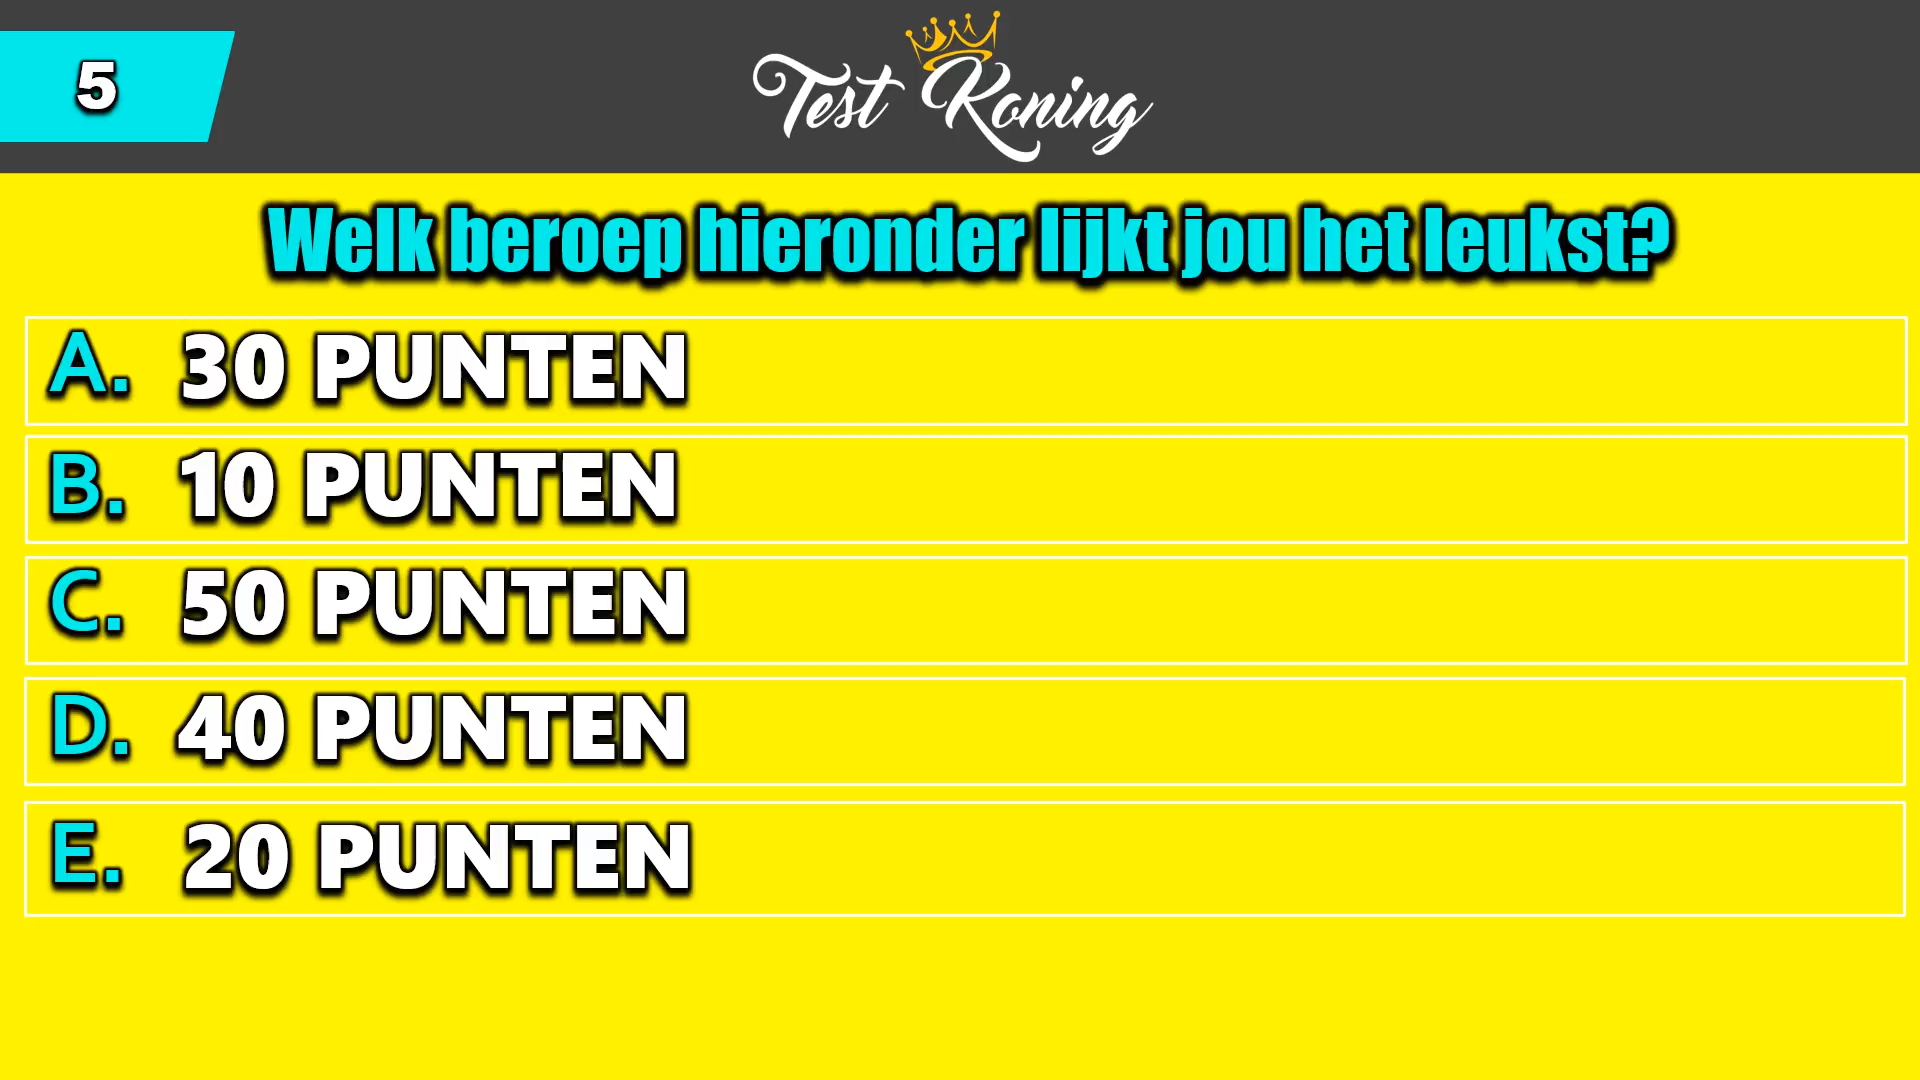 5
Test Koning
Welk beroep hieronder lijkt jou het leukst?
A. 30 PUNTEN
B. 10 PUNTEN
C. 50 PUNTEN
D. 40 PUNTEN
E. 20 PUNTEN